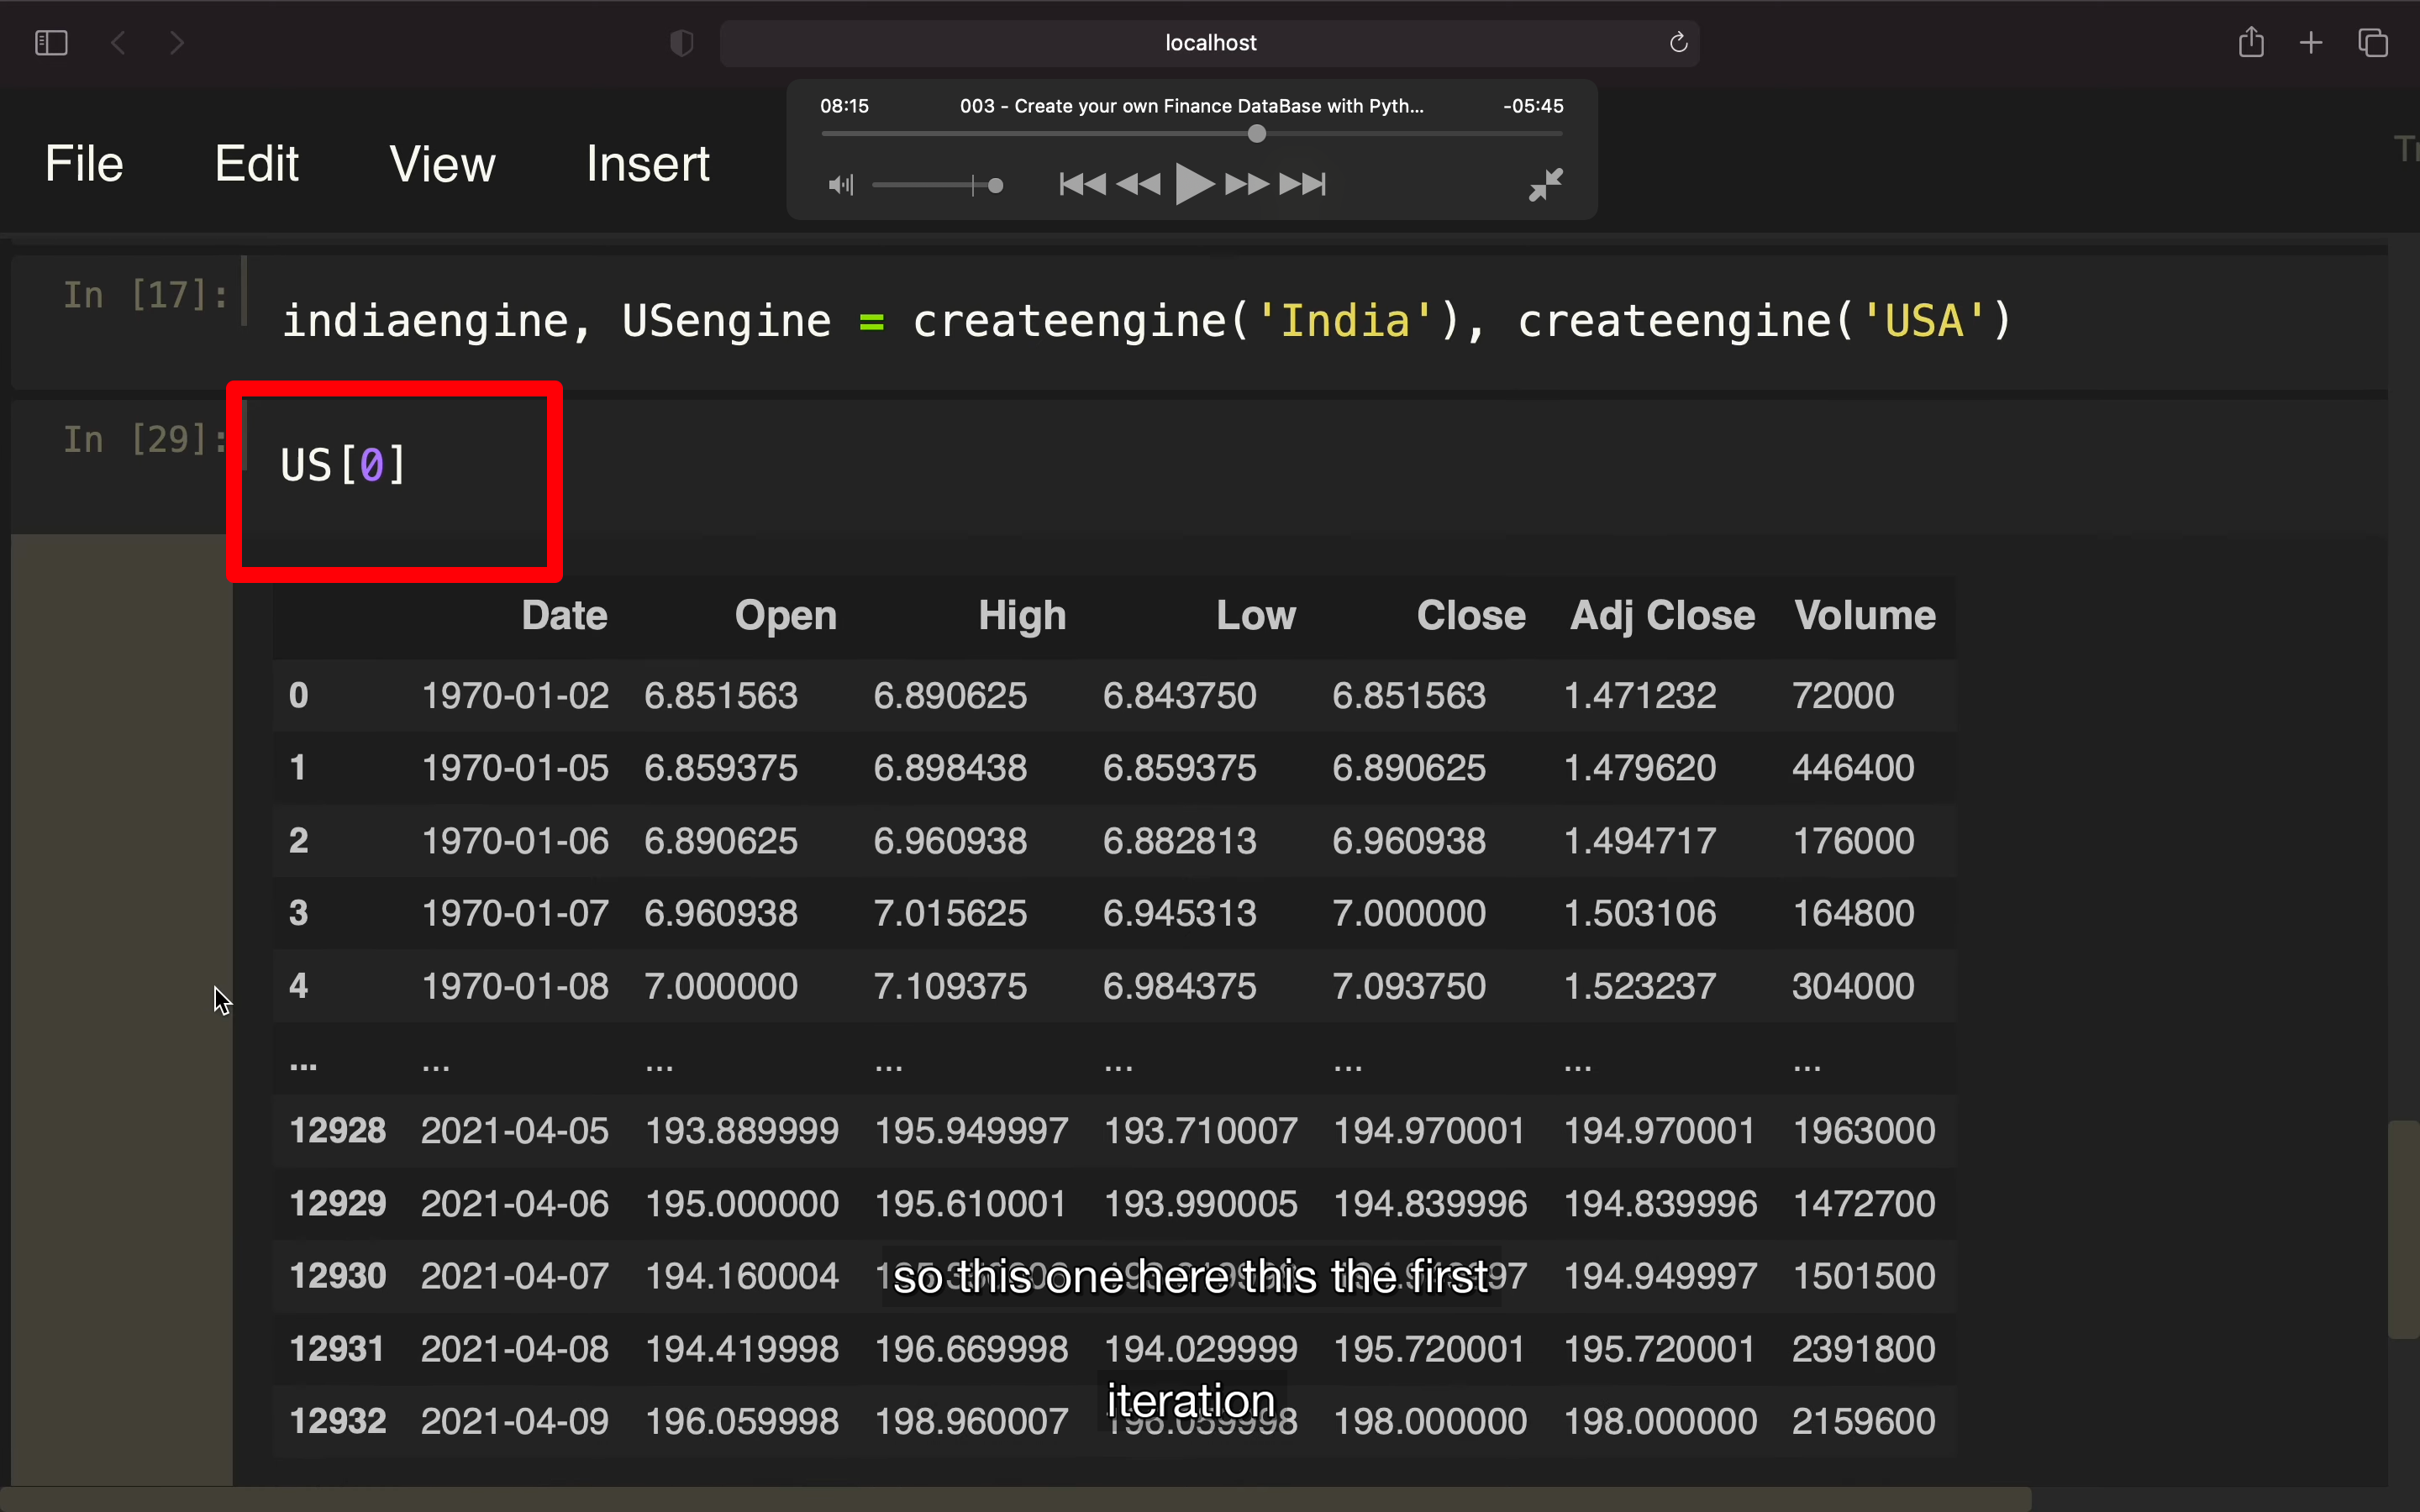 localhost
08:15 003 - Create your own Finance DataBase with Pyth... -05:45
File Edit View Insert
In [17]: indiaengine, USengine = createengine('India'), createengine('USA')
In [29]: US[0]
Date Open High Low Close Adj Close Volume
0 1970-01-02 6.851563 6.890625 6.843750 6.851563 1.471232 72000
1 1970-01-05 6.859375 6.898438 6.859375 6.890625 1.479620 446400
2 1970-01-06 6.890625 6.960938 6.882813 6.960938 1.494717 176000
3 1970-01-07 6.960938 7.015625 6.945313 7.000000 1.503106 164800
4 1970-01-08 7.000000 7.109375 6.984375 7.093750 1.523237 304000
... ... ... ... ... ... ... ...
12928 2021-04-05 193.889999 195.949997 193.710007 194.970001 194.970001 1963000
12929 2021-04-06 195.000000 195.610001 193.990005 194.839996 194.839996 1472700
12930 2021-04-07 194.160004 194.949997 1501500
so this one here this the first
12931 2021-04-08 194.419998 196.669998 194.029999 195.720001 195.720001 2391800
iteration
12932 2021-04-09 196.059998 198.960007 198.000000 198.000000 2159600